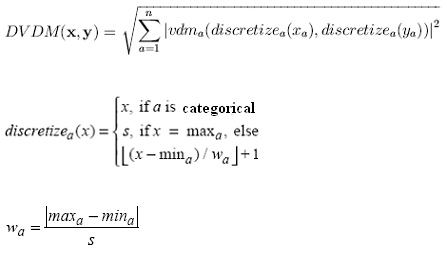 DVDM(x, y) = √(∑_{a=1}^{n} |vdm_a(discretize_a(x_a), discretize_a(y_a))|²)
discretize_a(x) = { x, if a is categorical
s, if x = max_a, else
⌊(x − min_a) / w_a⌋ + 1
w_a = |max_a − min_a| / s